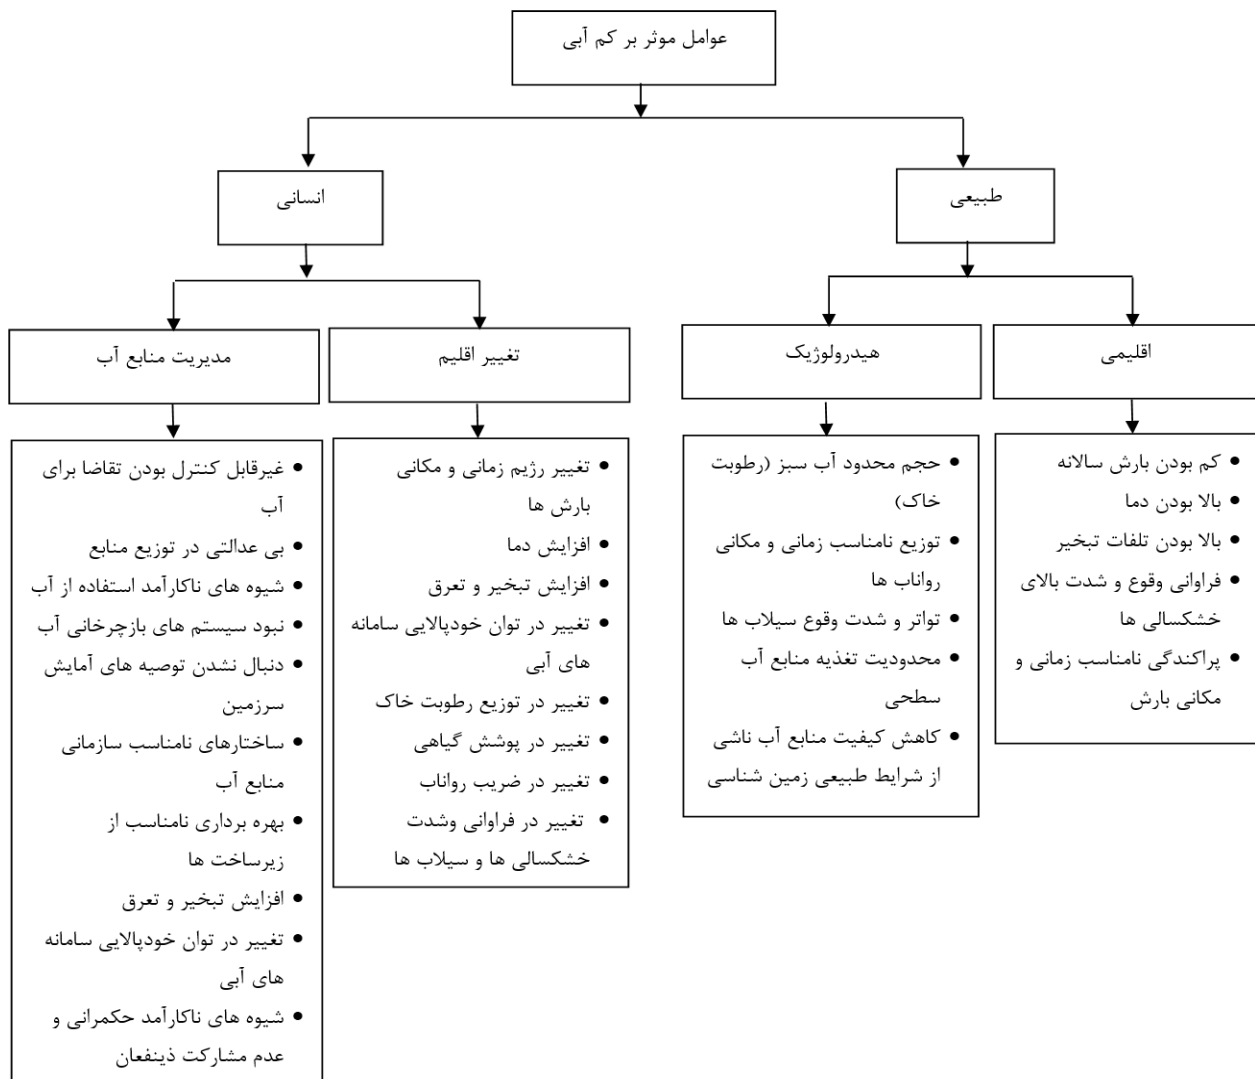 عوامل موثر بر کم آبی
طبیعی
انسانی
اقلیمی
هیدرولوژیک
تغییر اقلیم
مدیریت منابع آب
• کم بودن بارش سالانه
• بالا بودن دما
• بالا بودن تلفات تبخیر
• فراوانی وقوع و شدت بالای
خشکسالی ها
• پراکندگی نامناسب زمانی و
مکانی بارش
• حجم محدود آب سبز (رطوبت
خاک)
• توزیع نامناسب زمانی و مکانی
رواناب ها
• تواتر و شدت وقوع سیلاب ها
• محدودیت تغذیه منابع آب
سطحی
• کاهش کیفیت منابع آب ناشی
از شرایط طبیعی زمین شناسی
• تغییر رژیم زمانی و مکانی
بارش ها
• افزایش دما
• افزایش تبخیر و تعرق
• تغییر در توان خودپالایی سامانه
های آبی
• تغییر در توزیع رطوبت خاک
• تغییر در پوشش گیاهی
• تغییر در ضریب رواناب
• تغییر در فراوانی وشدت
خشکسالی ها و سیلاب ها
• غیرقابل کنترل بودن تقاضا برای
آب
• بی عدالتی در توزیع منابع
• شیوه های ناکارآمد استفاده از آب
• نبود سیستم های بازچرخانی آب
• دنبال نشدن توصیه های آمایش
سرزمین
• ساختارهای نامناسب سازمانی
منابع آب
• بهره برداری نامناسب از
زیرساخت ها
• افزایش تبخیر و تعرق
• تغییر در توان خودپالایی سامانه
های آبی
• شیوه های ناکارآمد حکمرانی و
عدم مشارکت ذینفعان